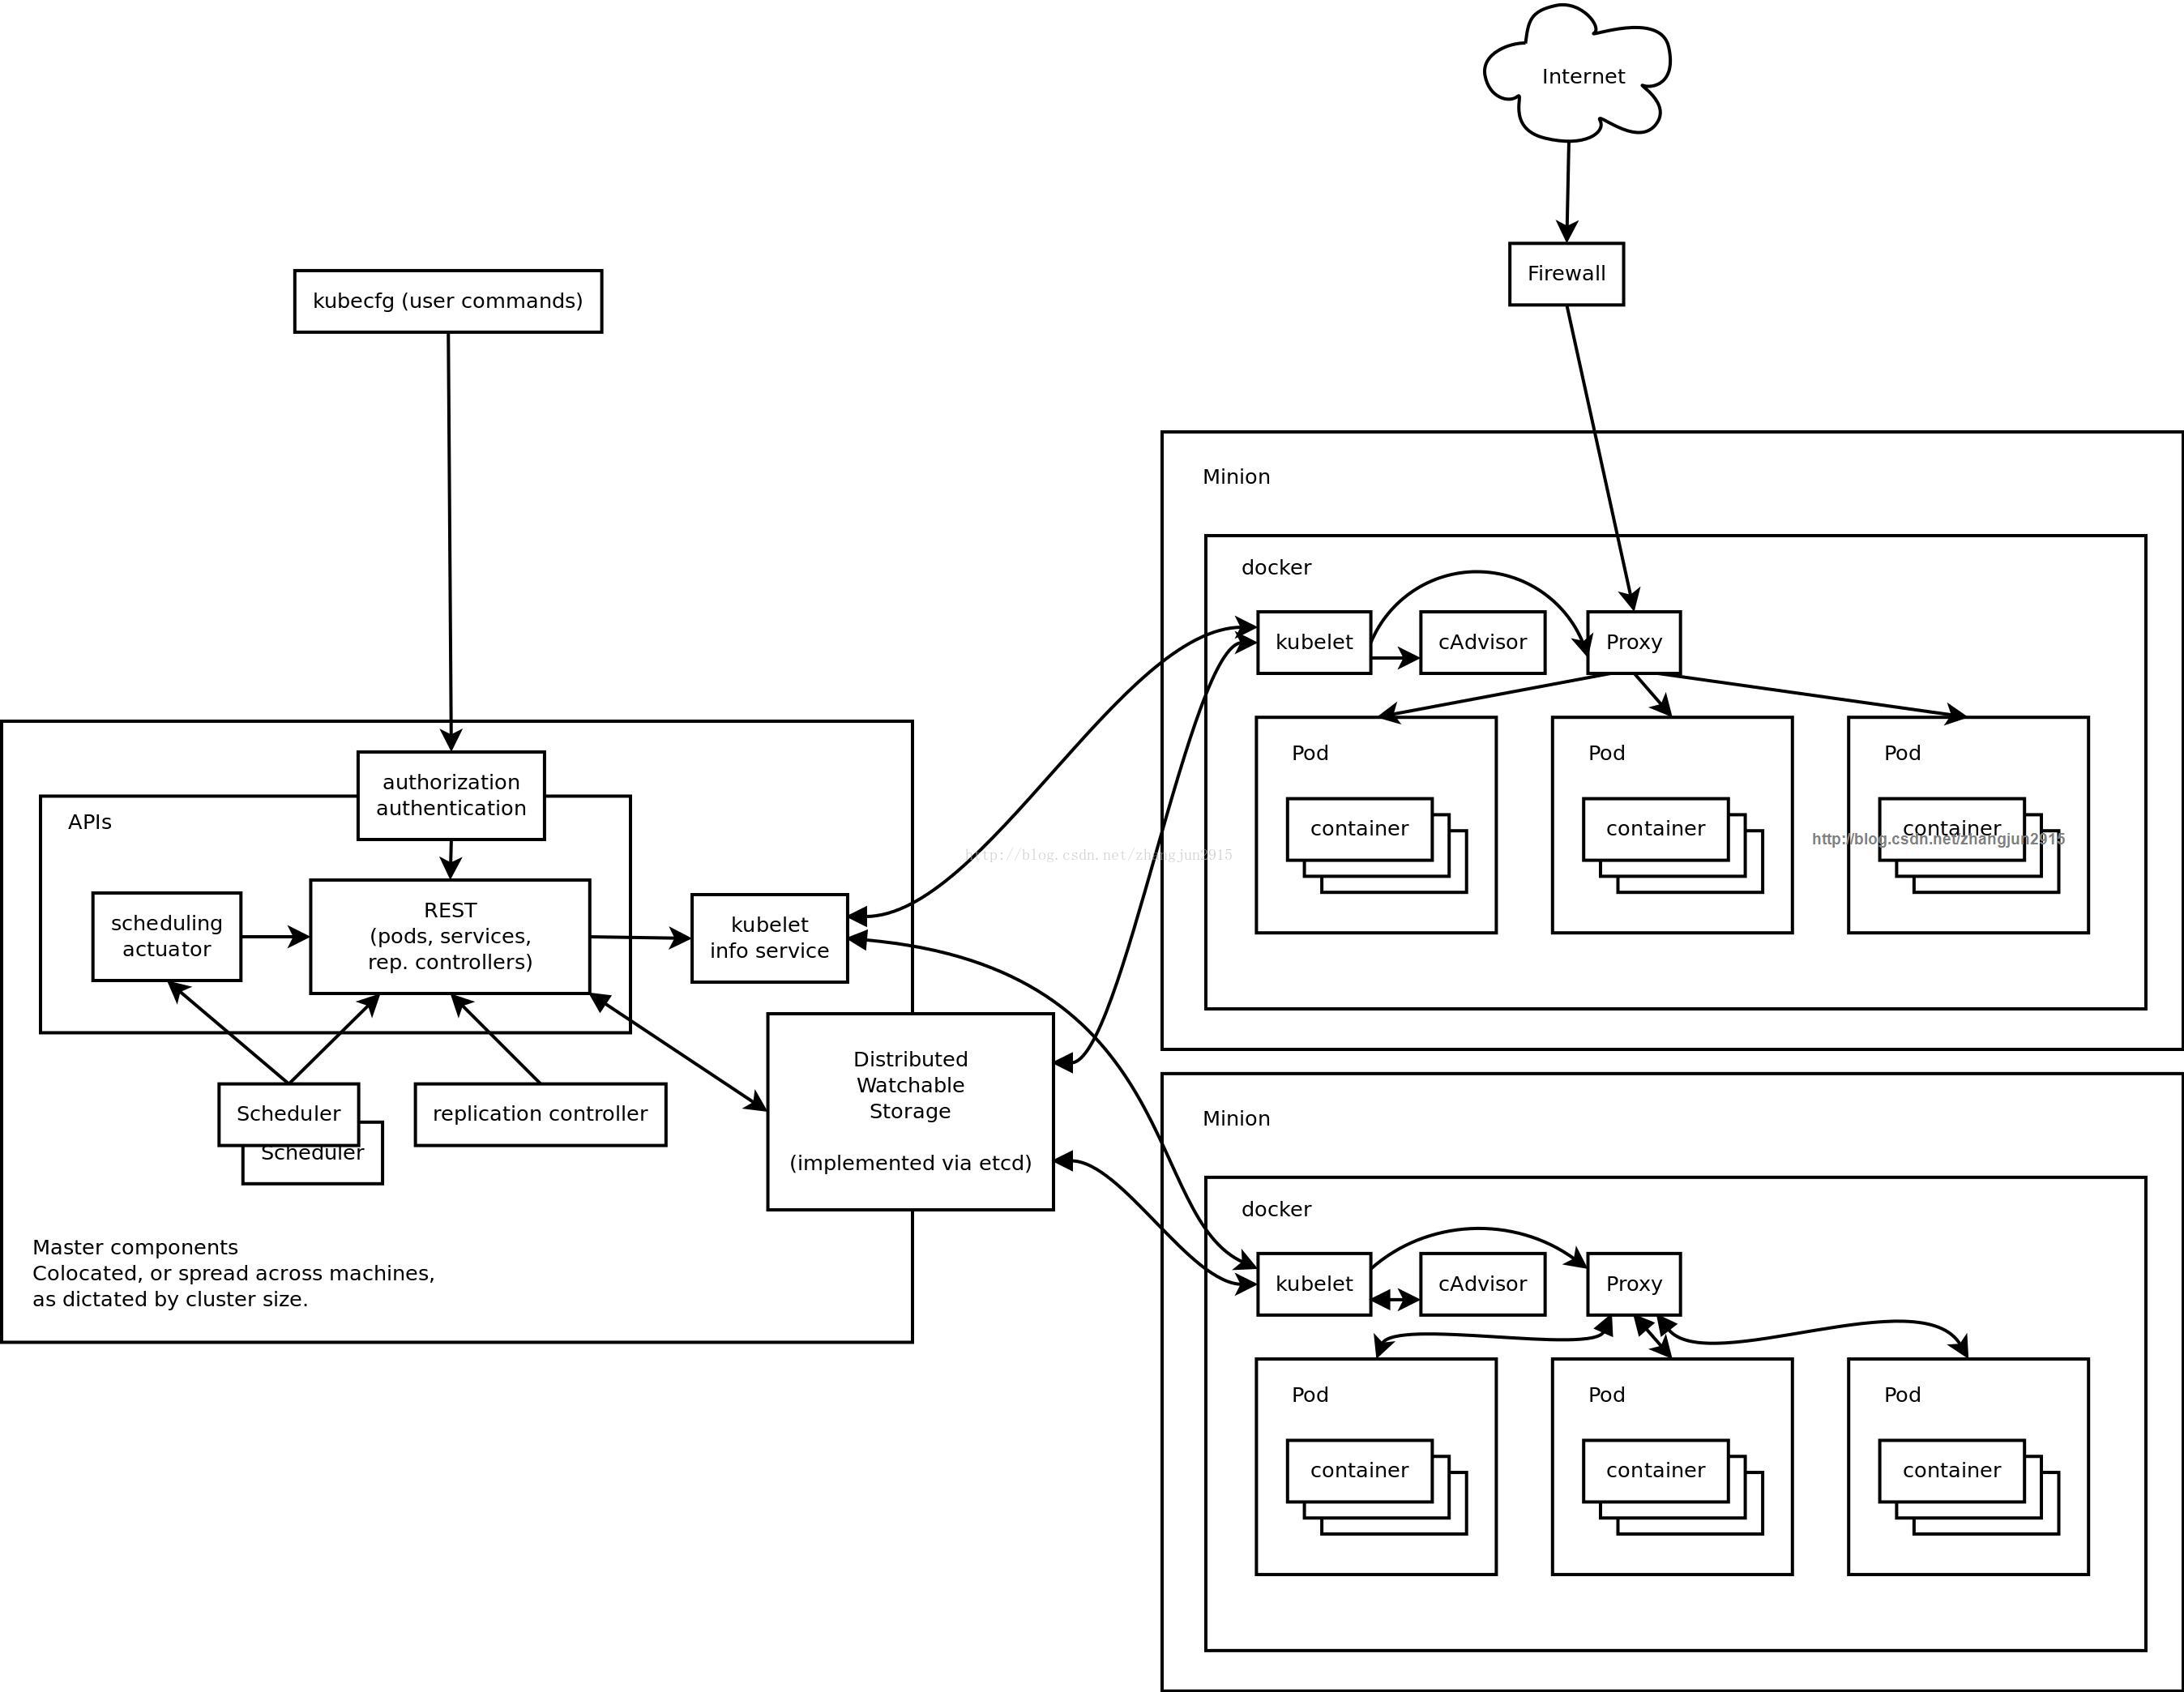 Internet
Firewall
kubecfg (user commands)
Minion
docker
kubelet
cAdvisor
Proxy
Pod
Pod
Pod
container
container
container
http://blog.csdn.net/zhangjun2915
http://blog.csdn.net/zhangjun2915
authorization
authentication
APIs
scheduling
actuator
REST
(pods, services,
rep. controllers)
kubelet
info service
Distributed
Watchable
Storage
(implemented via etcd)
Scheduler
Scheduler
replication controller
Master components
Colocated, or spread across machines,
as dictated by cluster size.
Minion
docker
kubelet
cAdvisor
Proxy
Pod
Pod
Pod
container
container
container